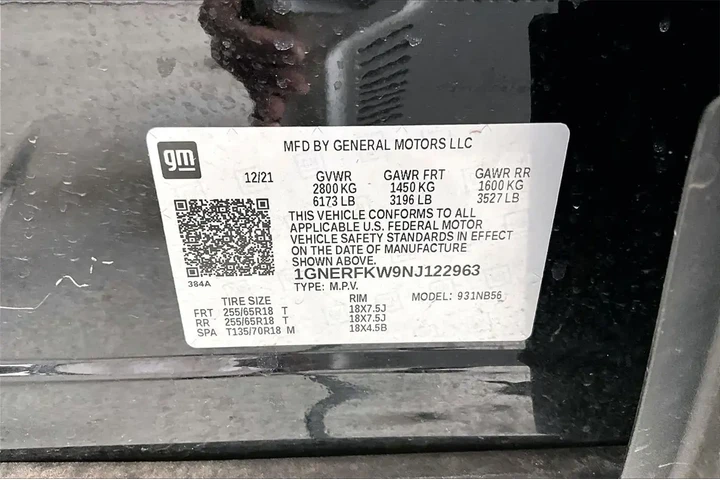 gm
MFD BY GENERAL MOTORS LLC
12/21 GVWR GAWR FRT GAWR RR
2800 KG 1450 KG 1600 KG
6173 LB 3196 LB 3527 LB
THIS VEHICLE CONFORMS TO ALL
APPLICABLE U.S. FEDERAL MOTOR
VEHICLE SAFETY STANDARDS IN EFFECT
ON THE DATE OF MANUFACTURE
SHOWN ABOVE.
384A
1GNERFKW9NJ122963
TYPE: M.P.V.
MODEL: 931NB56
TIRE SIZE RIM
FRT 255/65R18 T 18X7.5J
RR 255/65R18 T 18X7.5J
SPA T135/70R18 M 18X4.5B